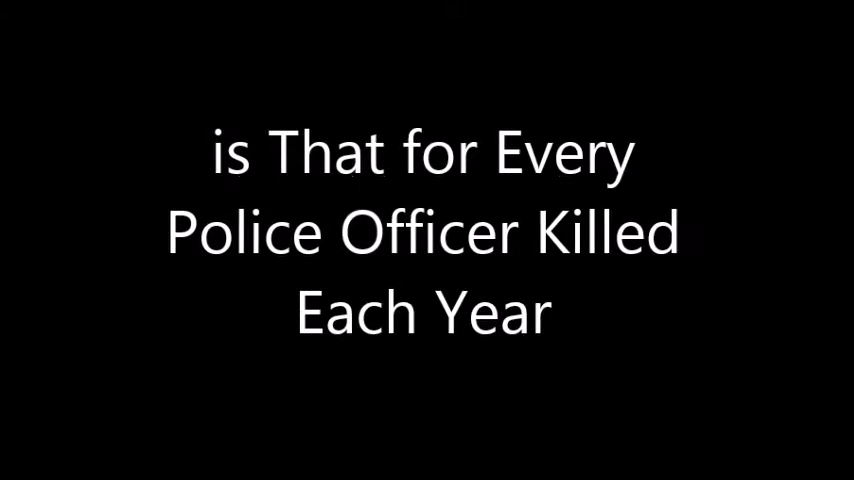 is That for Every
Police Officer Killed
Each Year